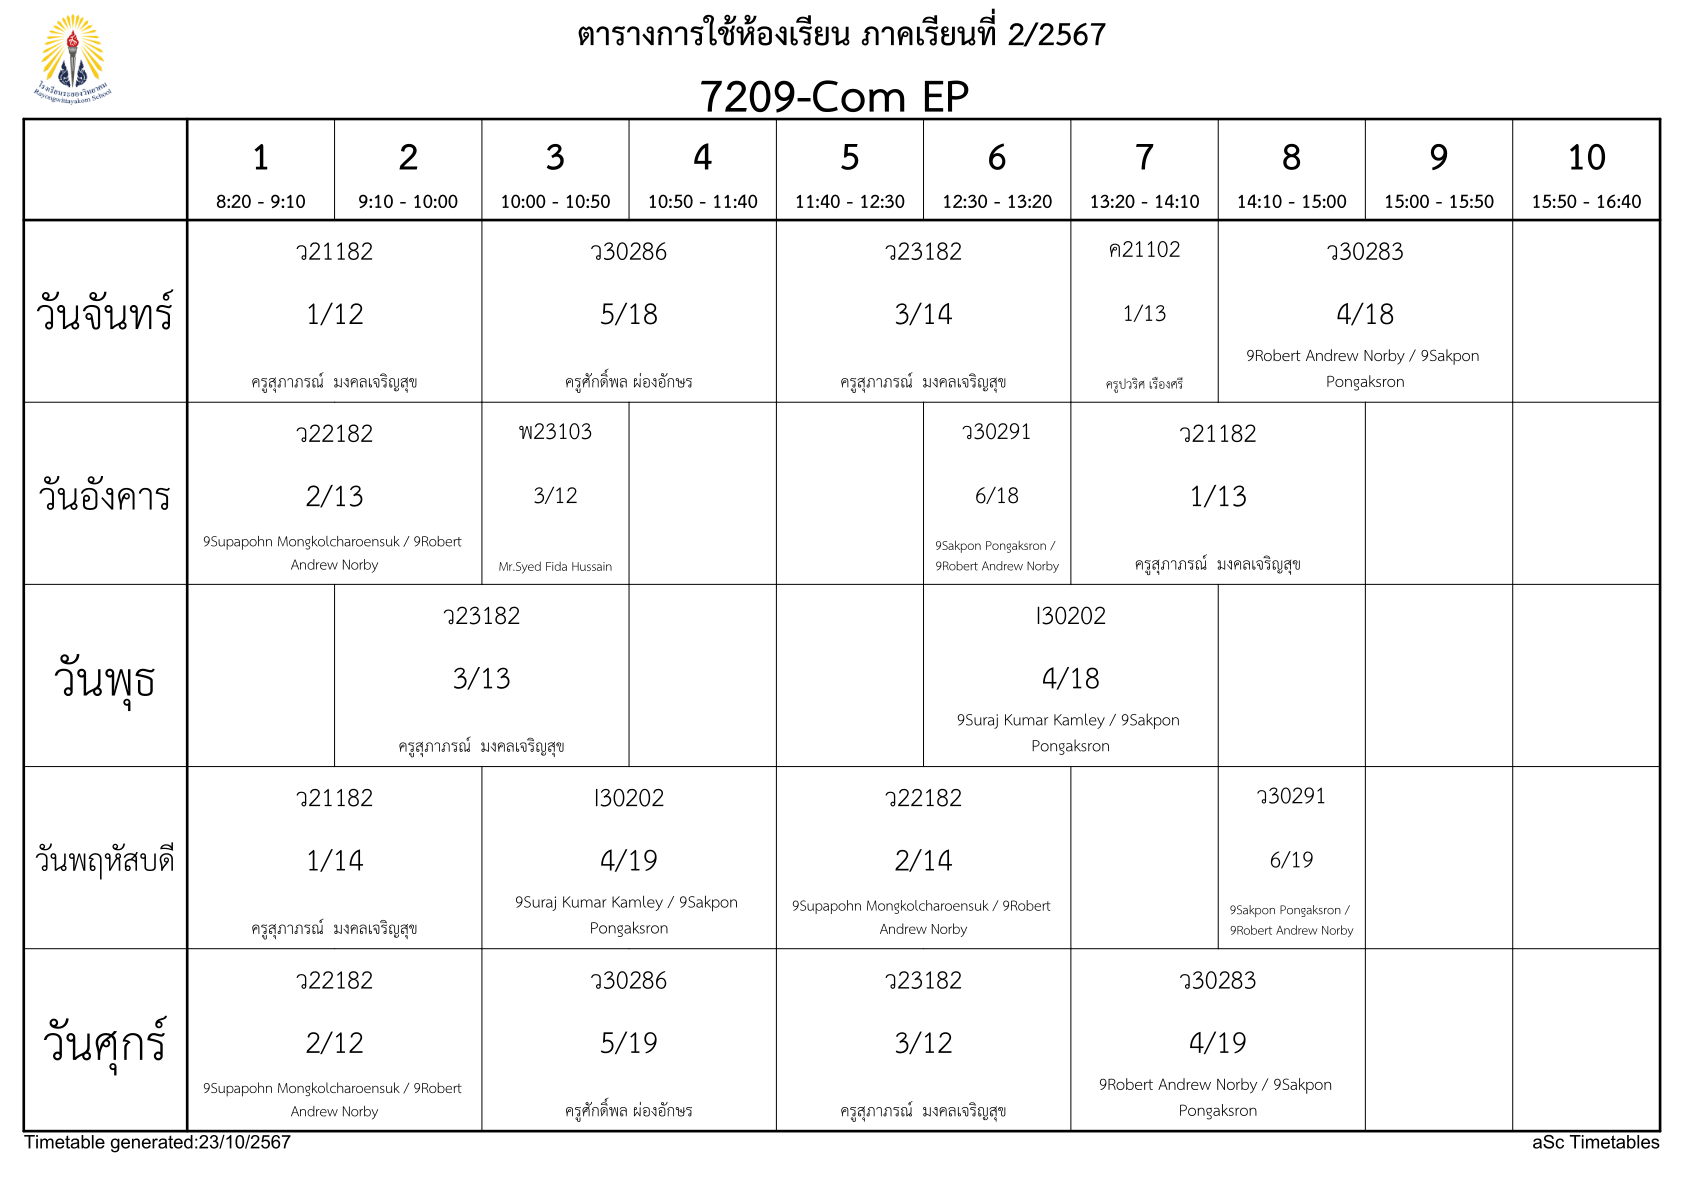 ตารางการใช้ห้องเรียน ภาคเรียนที่ 2/2567
โรงเรียนระยองวิทยาคม
Rayongwittayakom School
7209-Com EP
1 2 3 4 5 6 7 8 9 10
8:20 - 9:10 9:10 - 10:00 10:00 - 10:50 10:50 - 11:40 11:40 - 12:30 12:30 - 13:20 13:20 - 14:10 14:10 - 15:00 15:00 - 15:50 15:50 - 16:40
วันจันทร์
ว21182
1/12
ครูสุภาภรณ์ มงคลเจริญสุข
ว30286
5/18
ครูศักดิ์พล ผ่องอักษร
ว23182
3/14
ครูสุภาภรณ์ มงคลเจริญสุข
ค21102
1/13
ครูปวริศ เรืองศรี
ว30283
4/18
9Robert Andrew Norby / 9Sakpon
Pongaksron
วันอังคาร
ว22182
2/13
9Supapohn Mongkolcharoensuk / 9Robert
Andrew Norby
พ23103
3/12
Mr.Syed Fida Hussain
ว30291
6/18
9Sakpon Pongaksron /
9Robert Andrew Norby
ว21182
1/13
ครูสุภาภรณ์ มงคลเจริญสุข
วันพุธ
ว23182
3/13
ครูสุภาภรณ์ มงคลเจริญสุข
I30202
4/18
9Suraj Kumar Kamley / 9Sakpon
Pongaksron
วันพฤหัสบดี
ว21182
1/14
ครูสุภาภรณ์ มงคลเจริญสุข
I30202
4/19
9Suraj Kumar Kamley / 9Sakpon
Pongaksron
ว22182
2/14
9Supapohn Mongkolcharoensuk / 9Robert
Andrew Norby
ว30291
6/19
9Sakpon Pongaksron /
9Robert Andrew Norby
วันศุกร์
ว22182
2/12
9Supapohn Mongkolcharoensuk / 9Robert
Andrew Norby
ว30286
5/19
ครูศักดิ์พล ผ่องอักษร
ว23182
3/12
ครูสุภาภรณ์ มงคลเจริญสุข
ว30283
4/19
9Robert Andrew Norby / 9Sakpon
Pongaksron
Timetable generated:23/10/2567
aSc Timetables